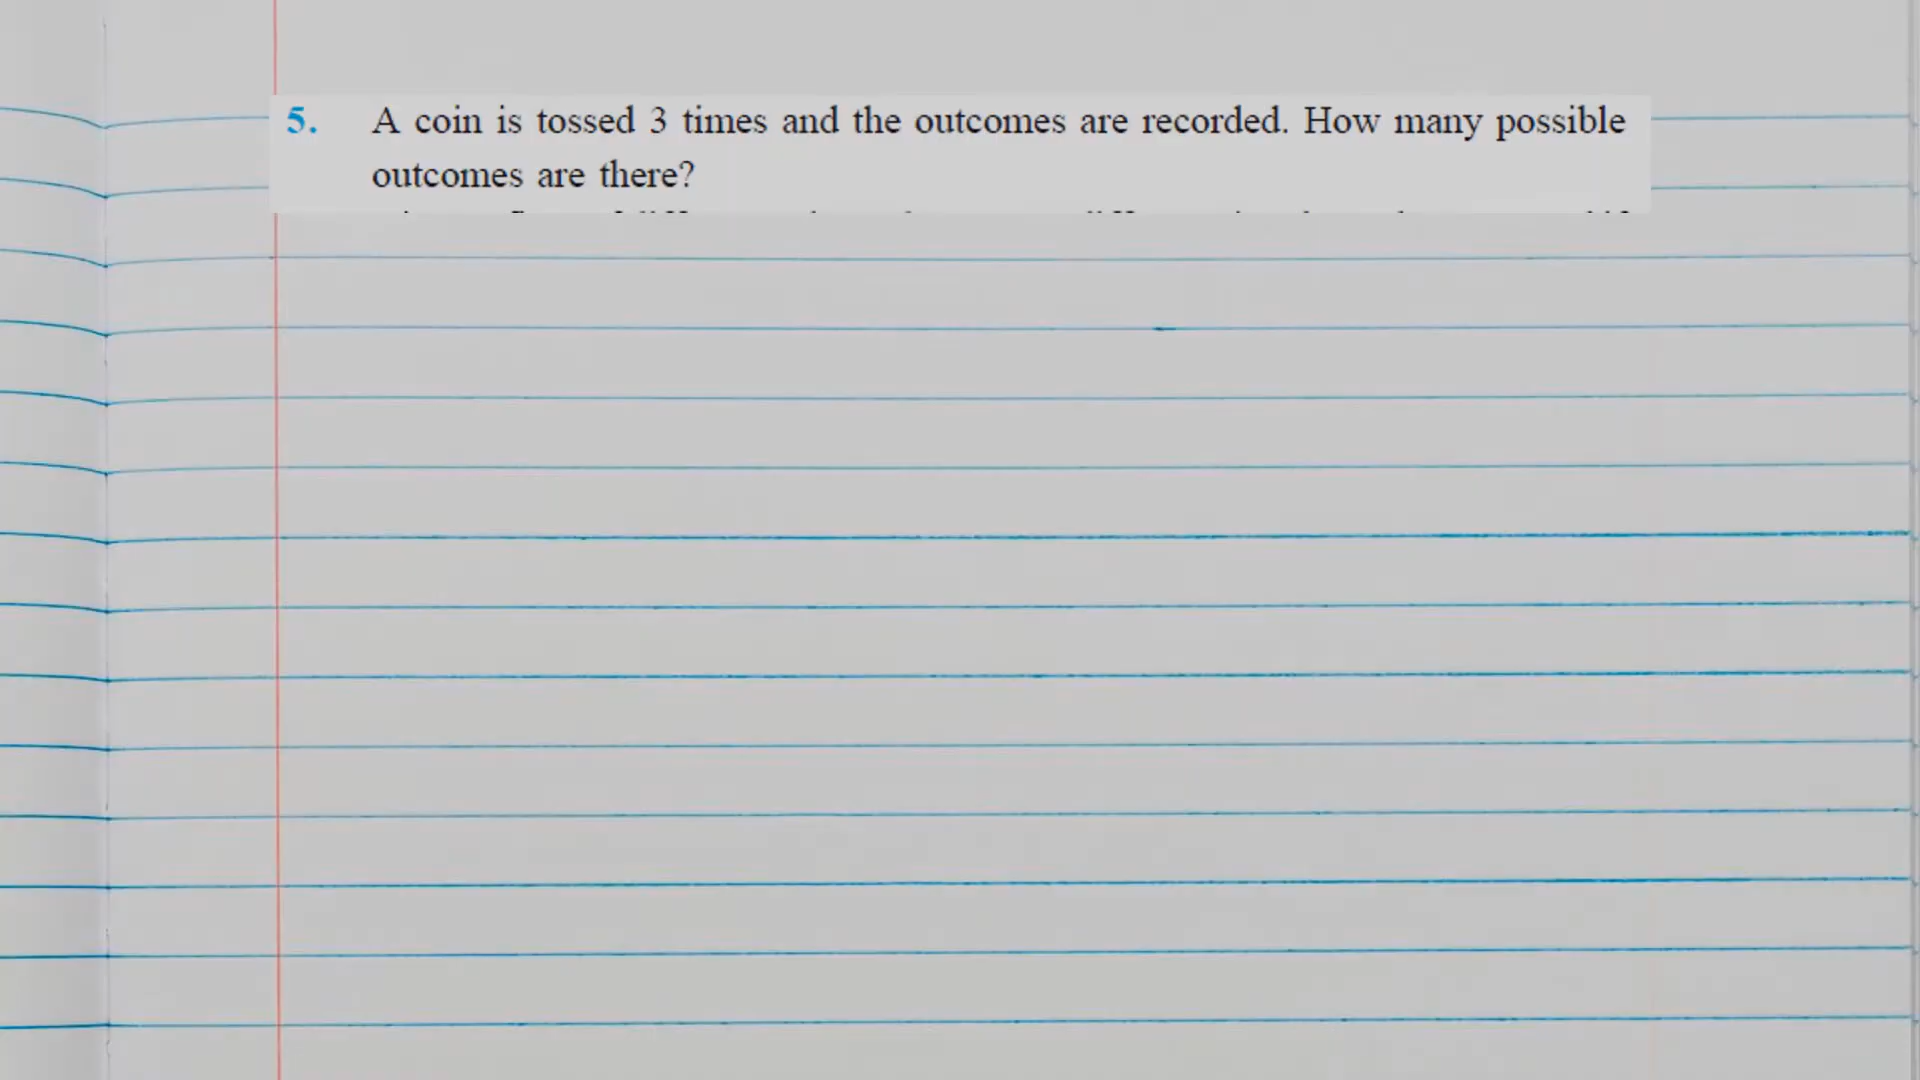 5. A coin is tossed 3 times and the outcomes are recorded. How many possible
outcomes are there?